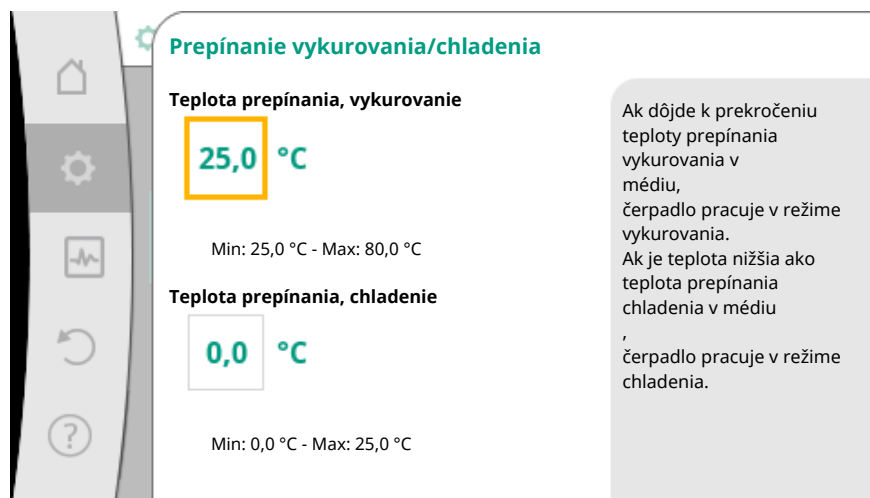 Prepínanie vykurovania/chladenia
Teplota prepínania, vykurovanie
25,0 °C
Min: 25,0 °C - Max: 80,0 °C
Teplota prepínania, chladenie
0,0 °C
Min: 0,0 °C - Max: 25,0 °C
Ak dôjde k prekročeniu
teploty prepínania
vykurovania v
médiu,
čerpadlo pracuje v režime
vykurovania.
Ak je teplota nižšia ako
teplota prepínania
chladenia v médiu
,
čerpadlo pracuje v režime
chladenia.
?